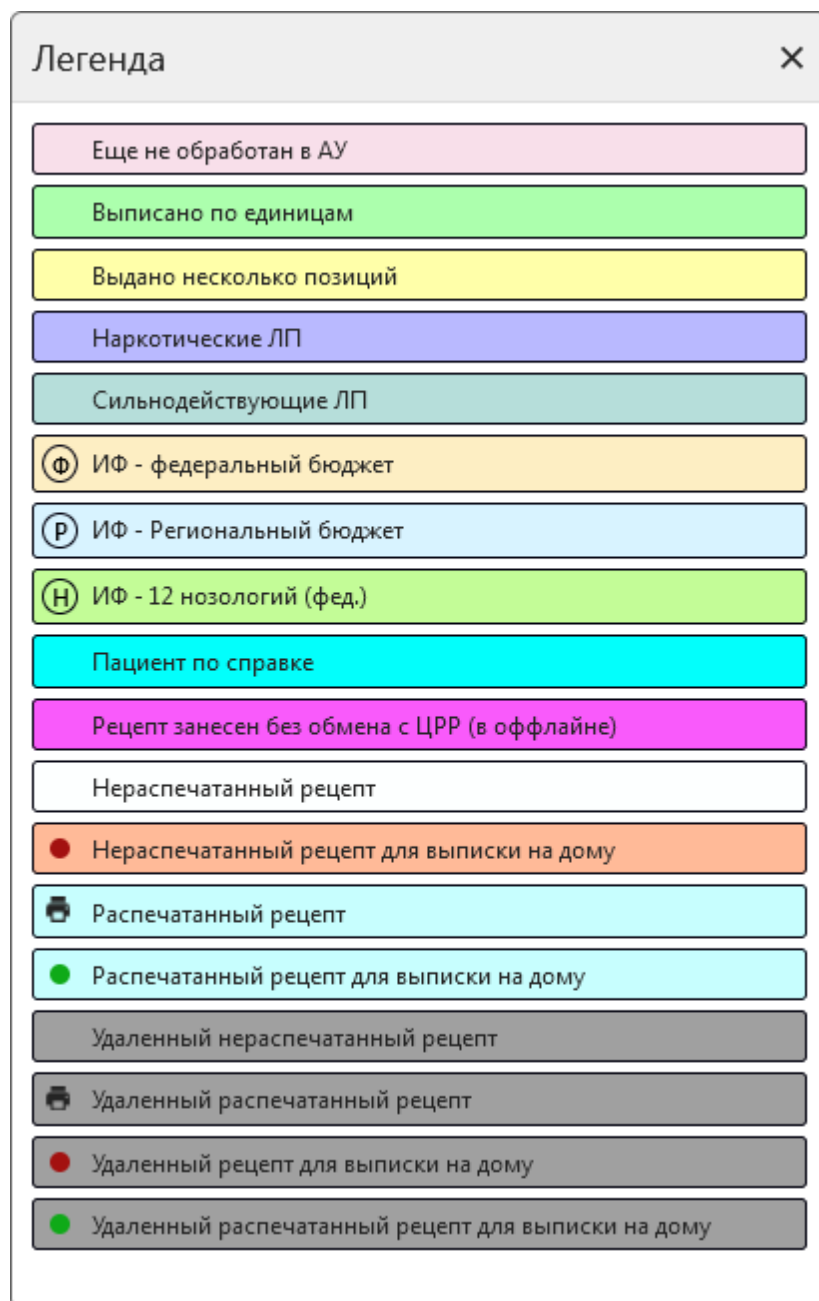 Легенда
Еще не обработан в АУ
Выписано по единицам
Выдано несколько позиций
Наркотические ЛП
Сильнодействующие ЛП
Ф ИФ - федеральный бюджет
Р ИФ - Региональный бюджет
Н ИФ - 12 нозологий (фед.)
Пациент по справке
Рецепт занесен без обмена с ЦРР (в оффлайне)
Нераспечатанный рецепт
Нераспечатанный рецепт для выписки на дому
Распечатанный рецепт
Распечатанный рецепт для выписки на дому
Удаленный нераспечатанный рецепт
Удаленный распечатанный рецепт
Удаленный рецепт для выписки на дому
Удаленный распечатанный рецепт для выписки на дому